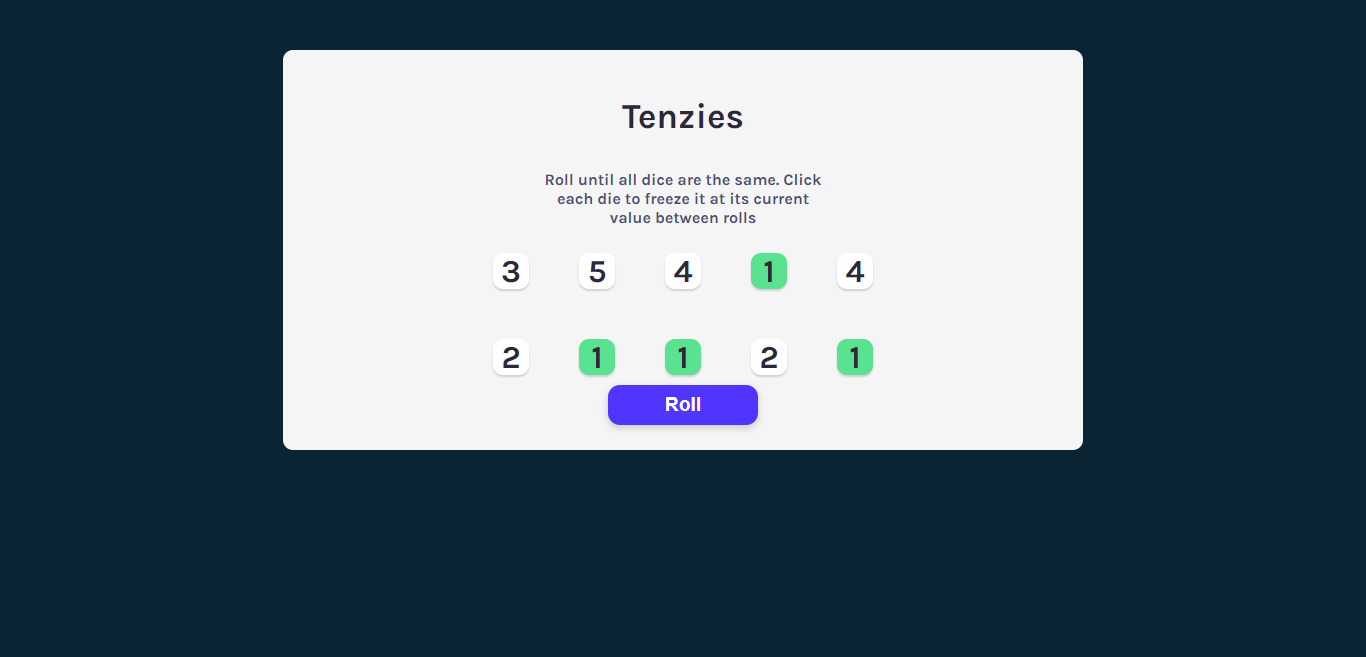 Tenzies
Roll until all dice are the same. Click
each die to freeze it at its current
value between rolls
3 5 4 1 4
2 1 1 2 1
Roll